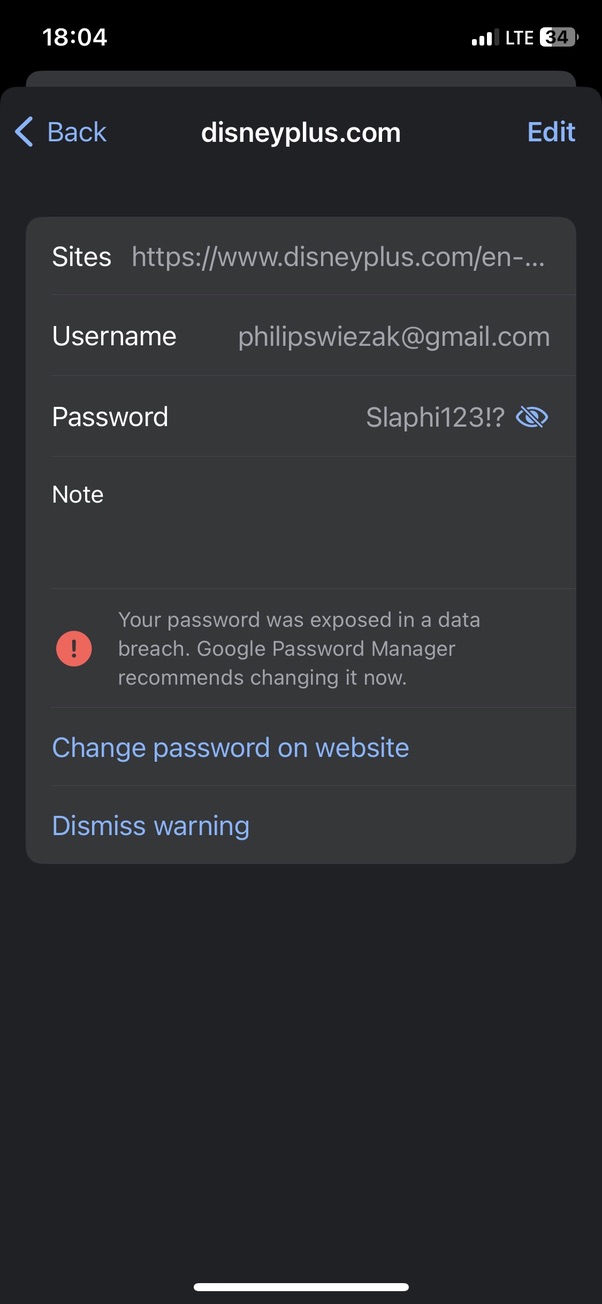 18:04
LTE 34
Back
disneyplus.com
Edit
Sites https://www.disneyplus.com/en-...
Username philipswiezak@gmail.com
Password Slaphi123!?
Note
Your password was exposed in a data
breach. Google Password Manager
recommends changing it now.
Change password on website
Dismiss warning